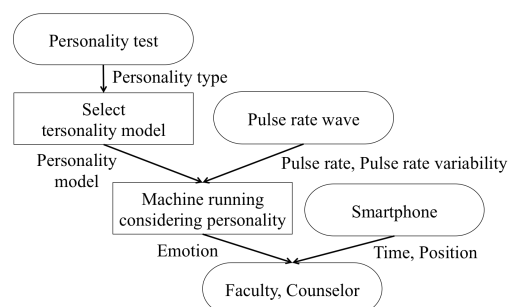 Personality test
Personality type
Select
tersonality model
Pulse rate wave
Personality
model
Pulse rate, Pulse rate variability
Machine running
considering personality
Smartphone
Emotion
Time, Position
Faculty, Counselor